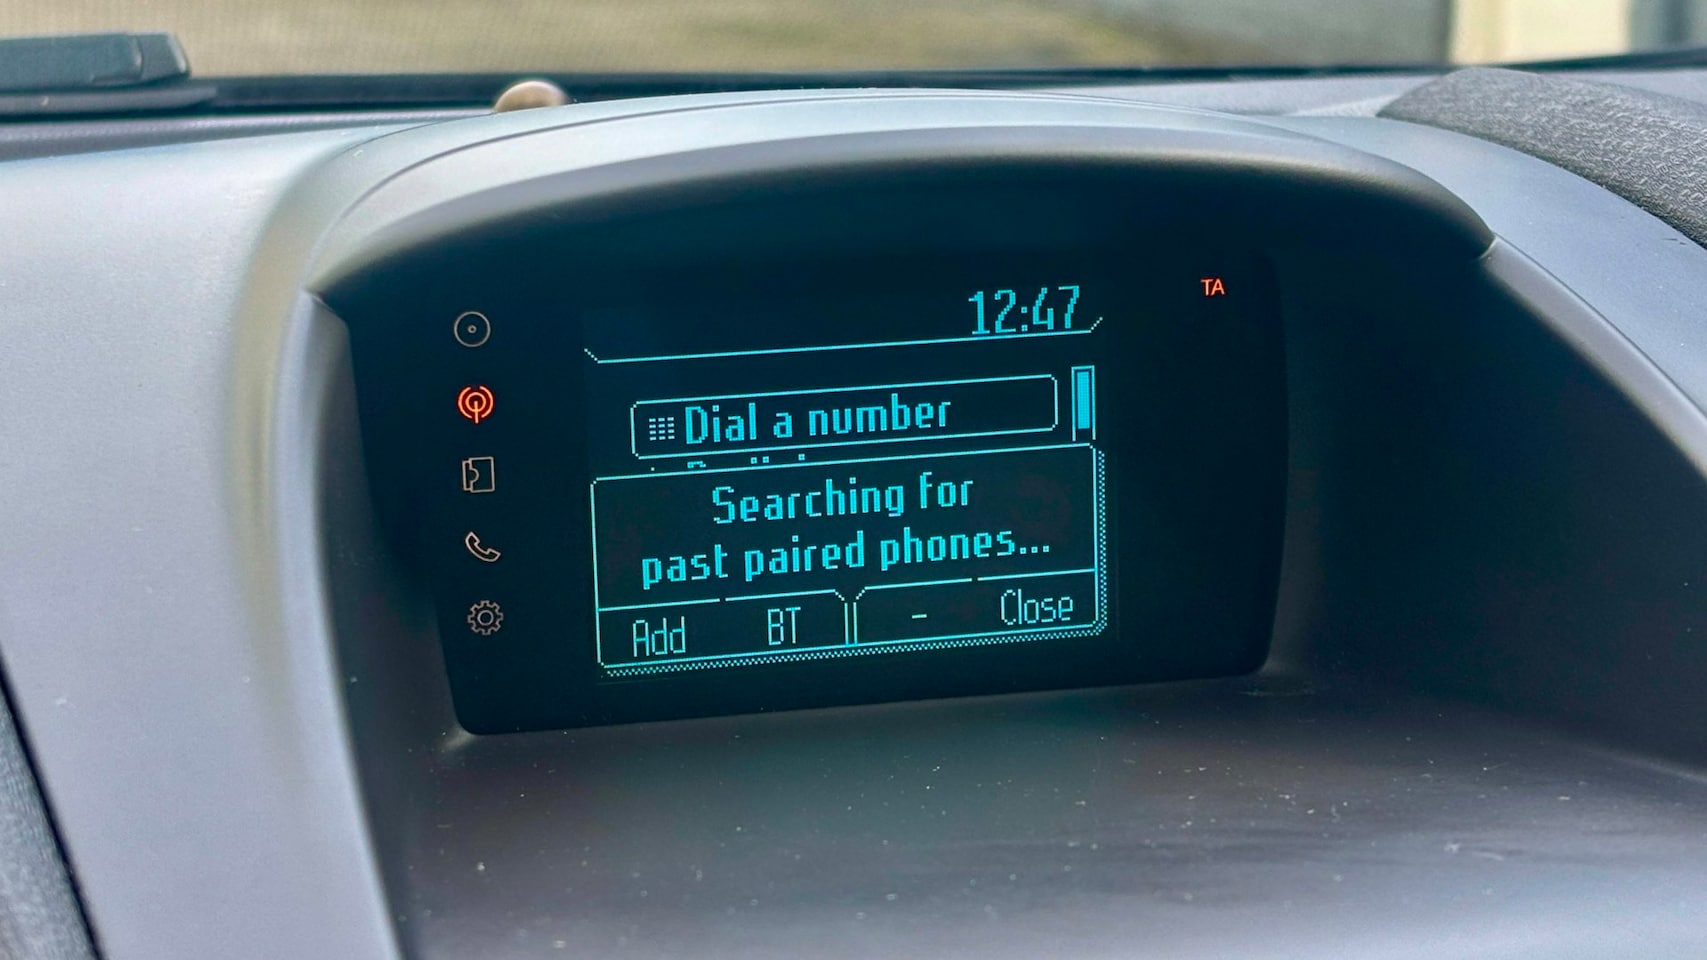 12:47
TA
Dial a number
Searching for
past paired phones...
Add BT - Close